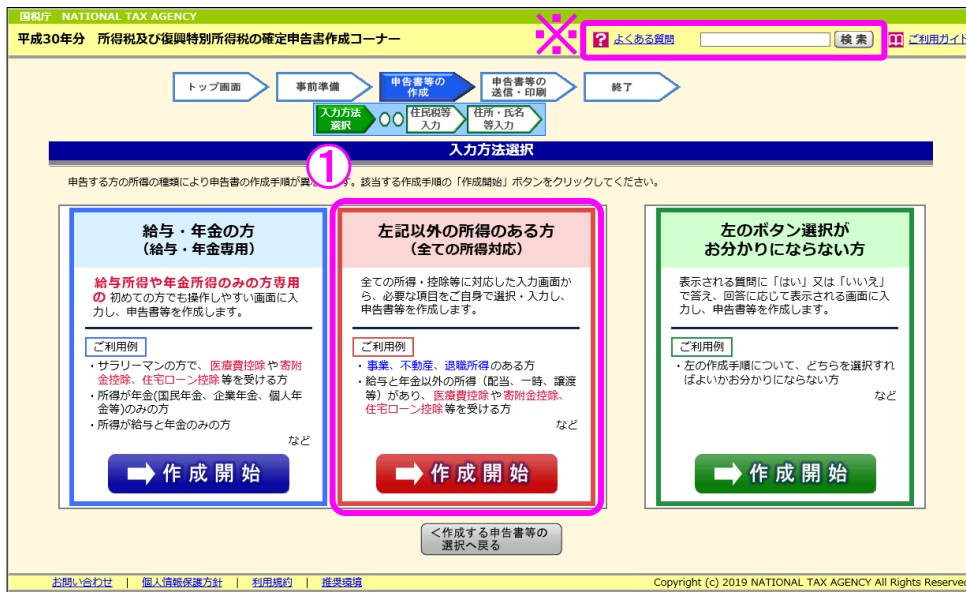 国税庁 NATIONAL TAX AGENCY
平成30年分 所得税及び復興特別所得税の確定申告書作成コーナー
※
? よくある質問
検索
ご利用ガイド
トップ画面
事前準備
申告書等の
作成
申告書等の
送信・印刷
終了
入力方法
選択
住民税等
入力
住所・氏名
等入力
入力方法選択
①
申告する方の所得の種類により申告書の作成手順が異
す。該当する作成手順の「作成開始」ボタンをクリックしてください。
給与・年金の方
(給与・年金専用)
給与所得や年金所得のみの方専用
の 初めての方でも操作しやすい画面に入
力し、申告書等を作成します。
ご利用例
・サラリーマンの方で、医療費控除や寄附
金控除、住宅ローン控除等を受ける方
・所得が年金(国民年金、企業年金、個人年
金等)のみの方
・所得が給与と年金のみの方
など
作成開始
左記以外の所得のある方
(全ての所得対応)
全ての所得・控除等に対応した入力画面か
ら、必要な項目をご自身で選択・入力し、
申告書等を作成します。
ご利用例
・事業、不動産、退職所得のある方
・給与と年金以外の所得（配当、一時、譲渡
等）があり、医療費控除や寄附金控除、
住宅ローン控除等を受ける方
など
作成開始
左のボタン選択が
お分かりにならない方
表示される質問に「はい」又は「いいえ」
で答え、回答に応じて表示される画面に入
力し、申告書等を作成します。
ご利用例
・左の作成手順について、どちらを選択すれ
ばよいかお分かりにならない方
など
作成開始
<作成する申告書等の
選択へ戻る
お問い合わせ | 個人情報保護方針 | 利用規約 | 推奨環境
Copyright (c) 2019 NATIONAL TAX AGENCY All Rights Reserved